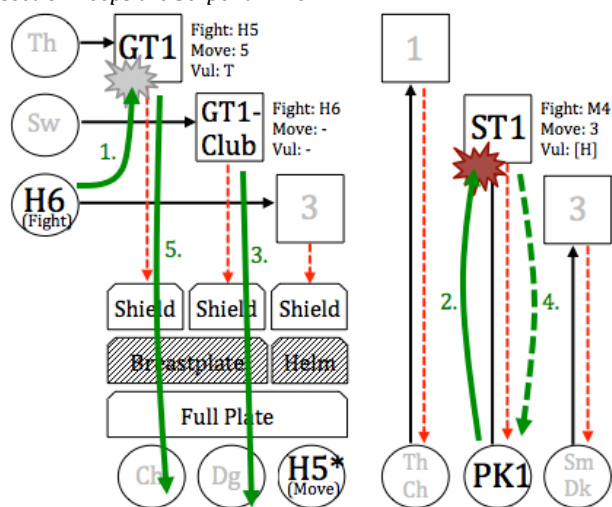 Th
GT1
Fight: H5
Move: 5
Vul: T
Sw
GT1-
Club
Fight: H6
Move: -
Vul: -
1.
H6
(Fight)
3
5.
3.
Shield
Shield
Shield
Breastplate
Helm
Full Plate
Ch
Dg
H5*
(Move)
1
ST1
Fight: M4
Move: 3
Vul: [H]
3
2.
4.
Th
Ch
PK1
Sm
Dk